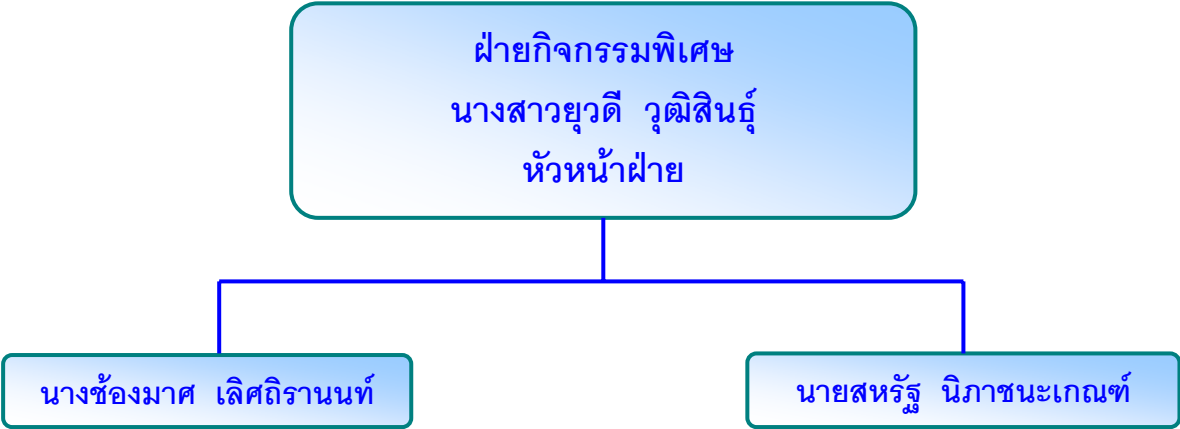 ฝ่ายกิจกรรมพิเศษ
นางสาวยุวดี วุฒิสินธุ์
หัวหน้าฝ่าย
นางช้องมาศ เลิศถิรานนท์
นายสหรัฐ นิภาชนะเกณฑ์